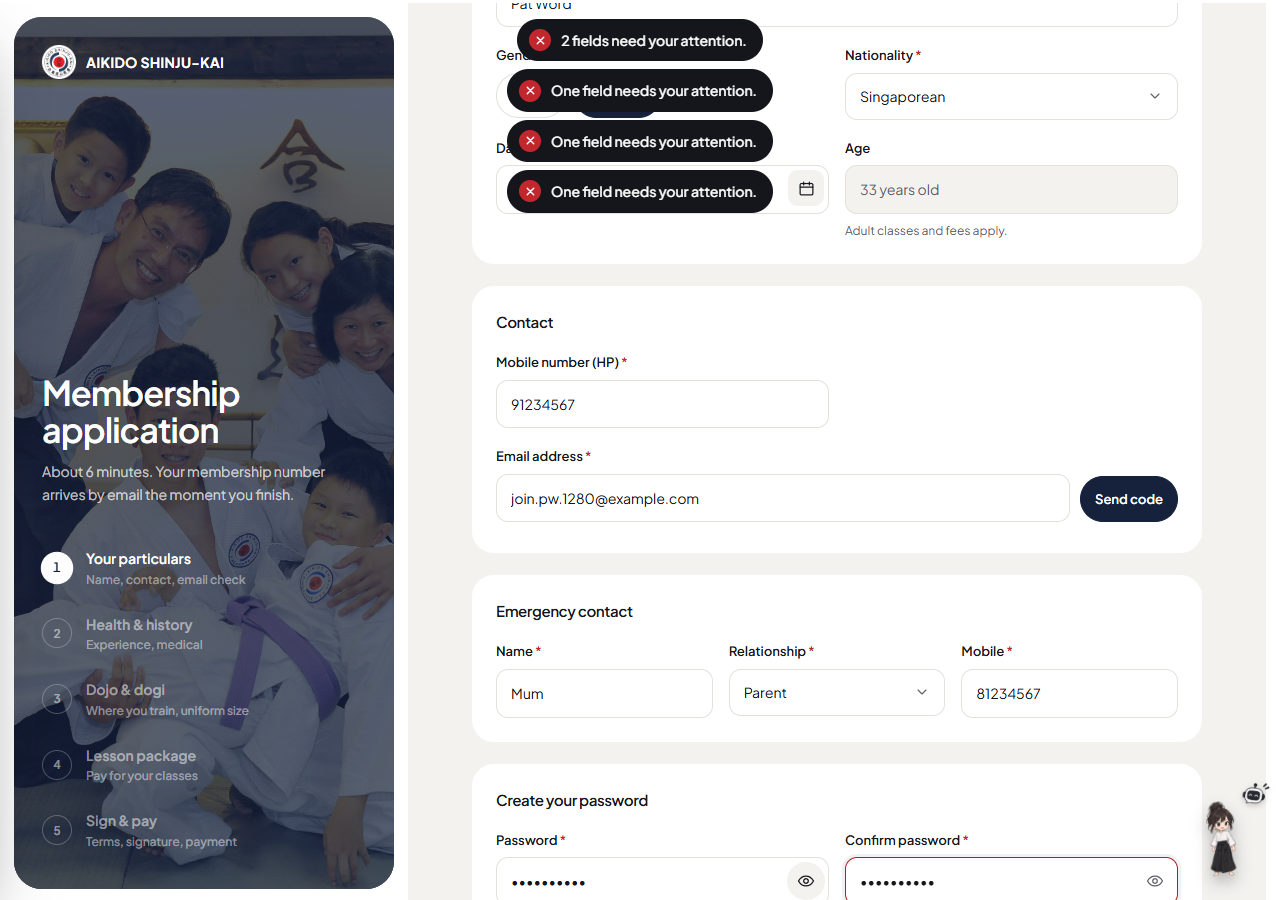 AIKIDO SHINJU-KAI
合
Membership
application
About 6 minutes. Your membership number
arrives by email the moment you finish.
1
Your particulars
Name, contact, email check
2
Health & history
Experience, medical
3
Dojo & dogi
Where you train, uniform size
4
Lesson package
Pay for your classes
5
Sign & pay
Terms, signature, payment
Pat Word
2 fields need your attention.
One field needs your attention.
One field needs your attention.
One field needs your attention.
Nationality *
Singaporean
Age
33 years old
Adult classes and fees apply.
Contact
Mobile number (HP) *
91234567
Email address *
join.pw.1280@example.com
Send code
Emergency contact
Name *
Relationship *
Mobile *
Mum
Parent
81234567
Create your password
Password *
Confirm password *